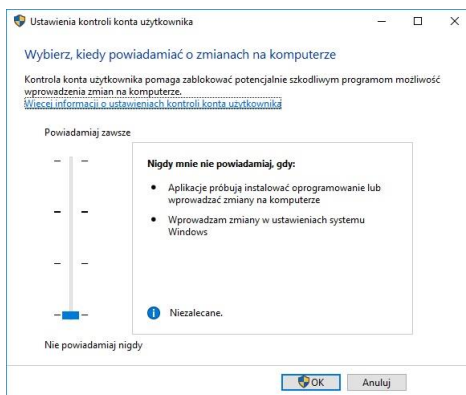 Ustawienia kontroli konta użytkownika
Wybierz, kiedy powiadamiać o zmianach na komputerze
Kontrola konta użytkownika pomaga zablokować potencjalnie szkodliwym programom możliwość
wprowadzenia zmian na komputerze.
Więcej informacji o ustawieniach kontroli konta użytkownika
Powiadamiaj zawsze
Nigdy mnie nie powiadamiaj, gdy:
• Aplikacje próbują instalować oprogramowanie lub
wprowadzać zmiany na komputerze
• Wprowadzam zmiany w ustawieniach systemu
Windows
Niezalecane.
Nie powiadamiaj nigdy
OK
Anuluj